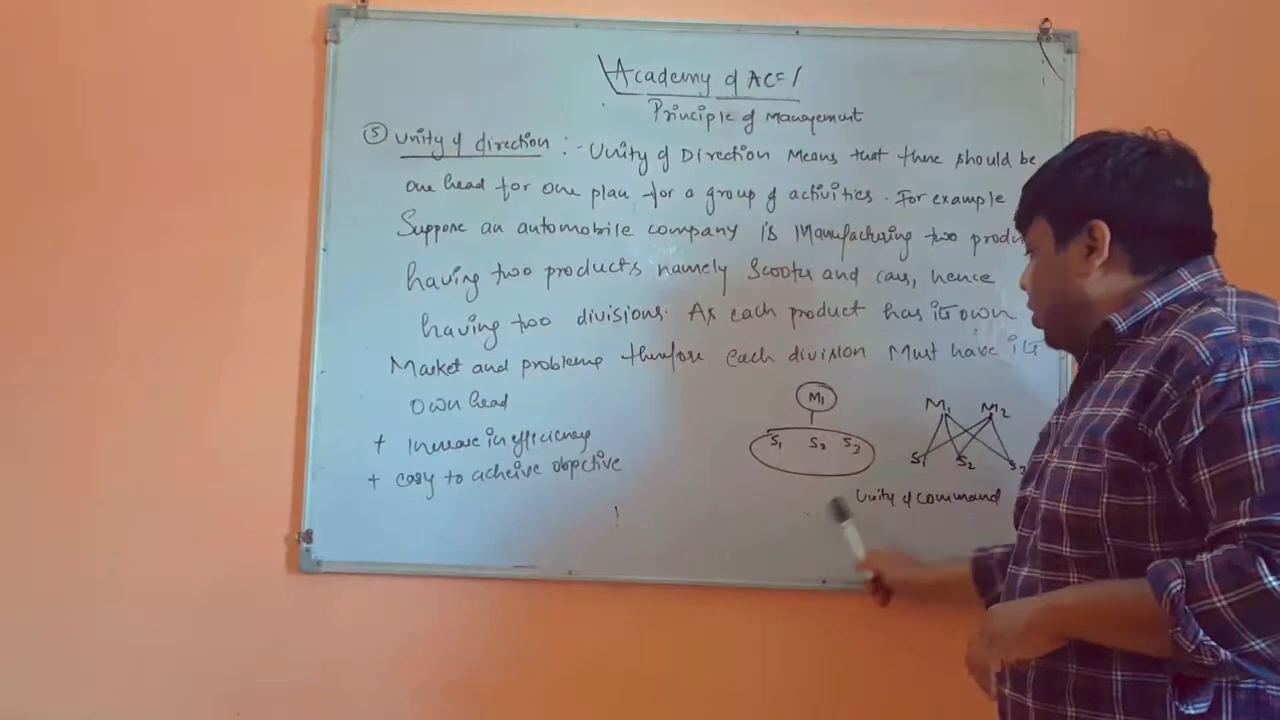 Academy of ACE
Principle of Management
⑤ Unity of direction :- Unity of Direction Means that there should be
one head for one plan for a group of activities. For example
Suppose an automobile company is Manufacturing two produ
having two products namely Scooter and cars, hence
having two divisions. As each product has its own
Market and problems therefore each division Must have its
own head
+ Increase in efficiency
+ easy to acheive objective
M1
S1 S2 S3
M1 M2
S1 S2 S3
Unity of command